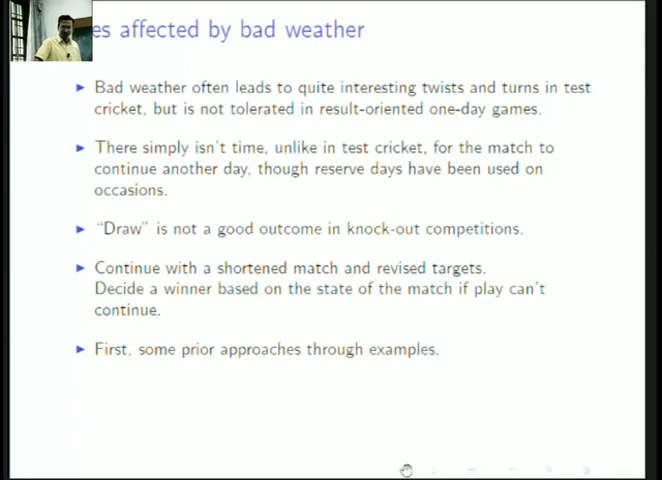 es affected by bad weather
Bad weather often leads to quite interesting twists and turns in test
cricket, but is not tolerated in result-oriented one-day games.
There simply isn't time, unlike in test cricket, for the match to
continue another day, though reserve days have been used on
occasions.
"Draw" is not a good outcome in knock-out competitions.
Continue with a shortened match and revised targets.
Decide a winner based on the state of the match if play can't
continue.
First, some prior approaches through examples.